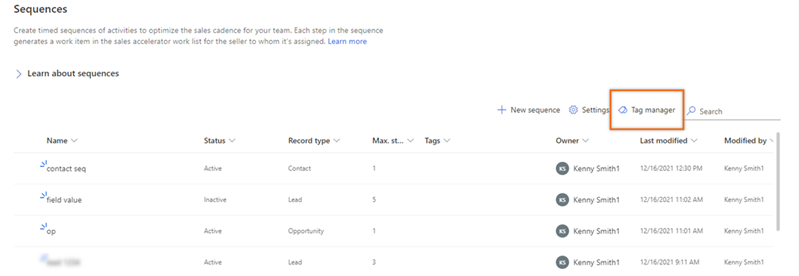 Sequences
Create timed sequences of activities to optimize the sales cadence for your team. Each step in the sequence
generates a work item in the sales accelerator work list for the seller to whom it's assigned. Learn more
Learn about sequences
New sequence Settings Tag manager Search
Name Status Record type Max. st... Tags Owner Last modified Modified by
contact seq Active Contact 1 KS Kenny Smith1 12/16/2021 12:30 PM Kenny Smith1
field value Inactive Lead 5 KS Kenny Smith1 12/16/2021 11:02 AM Kenny Smith1
op Active Opportunity 1 KS Kenny Smith1 12/16/2021 11:01 AM Kenny Smith1
Active Lead 3 KS Kenny Smith1 12/16/2021 9:11 AM Kenny Smith1